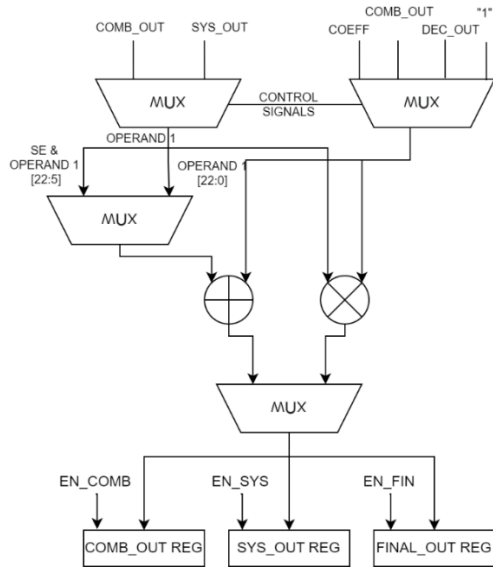 COMB_OUT
SYS_OUT
COMB_OUT
"1"
COEFF
DEC_OUT
MUX
CONTROL
SIGNALS
MUX
OPERAND 1
SE &
OPERAND 1
[22:5]
OPERAND 1
[22:0]
MUX
MUX
EN_COMB
EN_SYS
EN_FIN
COMB_OUT REG
SYS_OUT REG
FINAL_OUT REG